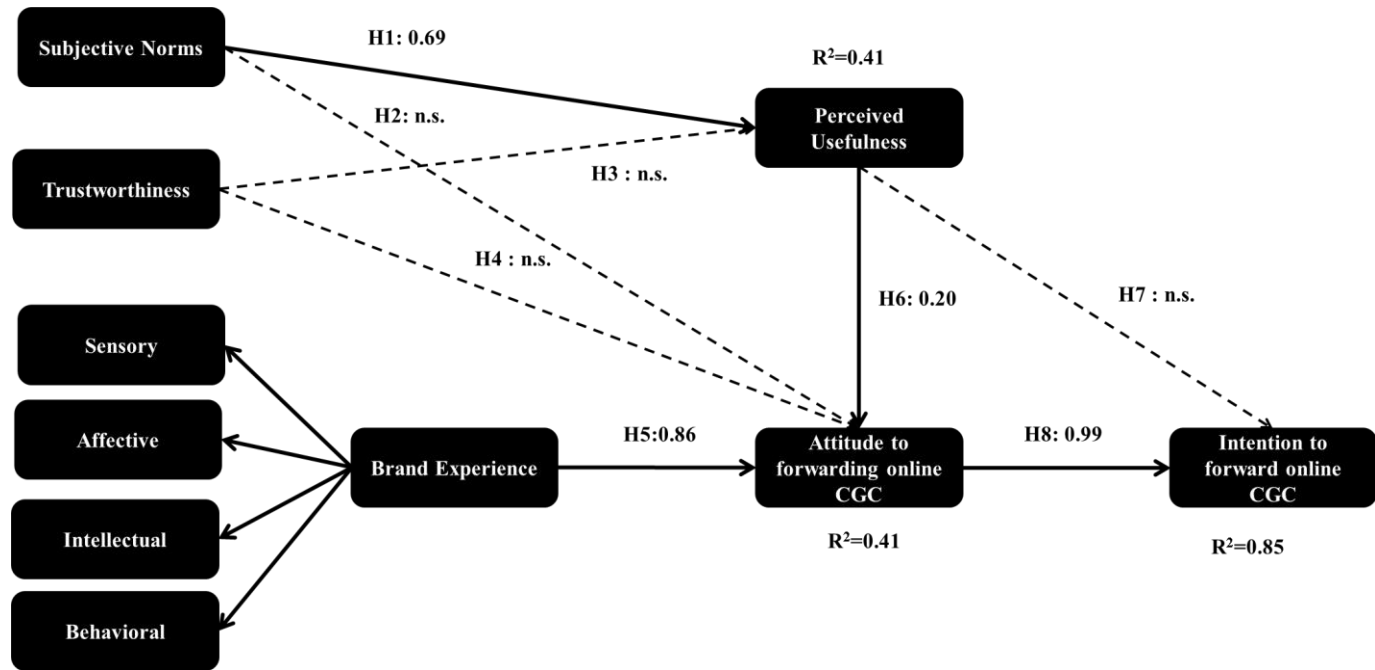 Subjective Norms
H1: 0.69
R²=0.41
Perceived
Usefulness
H2: n.s.
Trustworthiness
H3 : n.s.
H4 : n.s.
H6: 0.20
H7 : n.s.
Sensory
Affective
Intellectual
Behavioral
Brand Experience
H5:0.86
Attitude to
forwarding online
CGC
R²=0.41
H8: 0.99
Intention to
forward online
CGC
R²=0.85